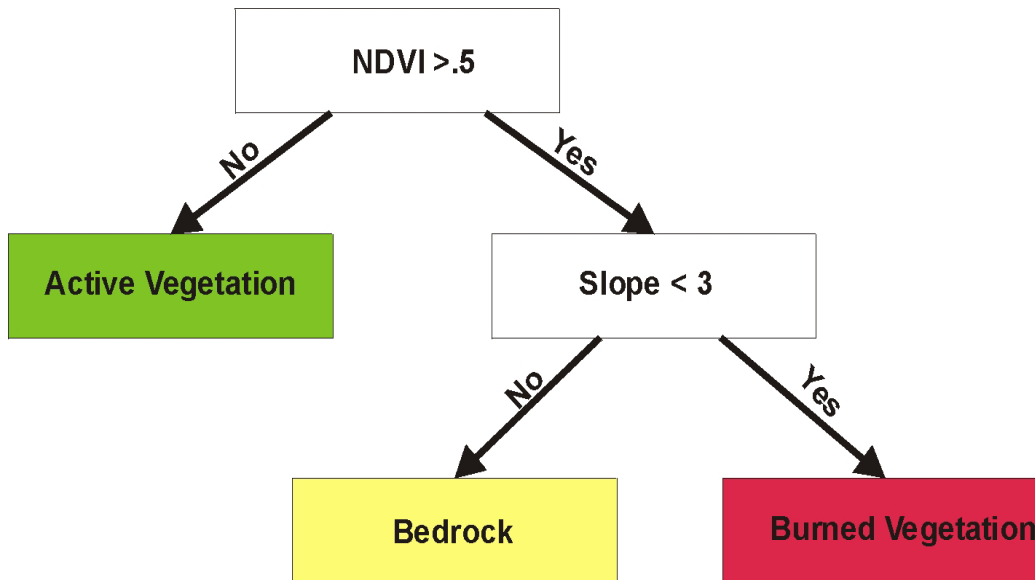 NDVI >.5
No
Yes
Active Vegetation
Slope < 3
No
Yes
Bedrock
Burned Vegetation